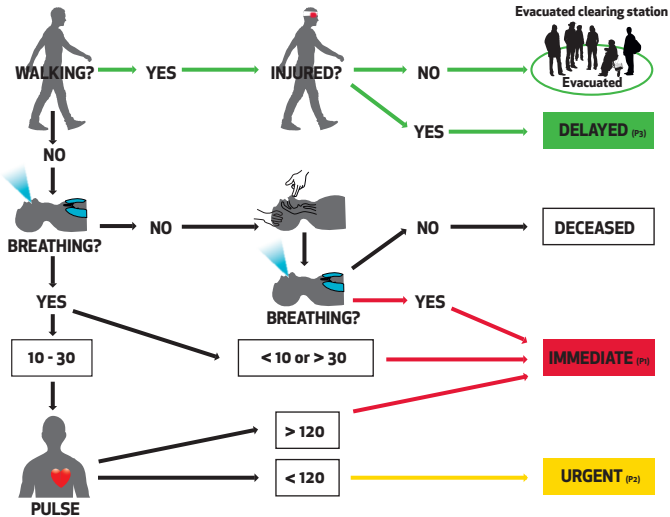 Evacuated clearing station
WALKING? YES INJURED? NO
Evacuated
YES DELAYED (P3)
NO
BREATHING? NO NO DECEASED
BREATHING? YES
YES
10 - 30 < 10 or > 30 IMMEDIATE (P1)
> 120
< 120 URGENT (P2)
PULSE